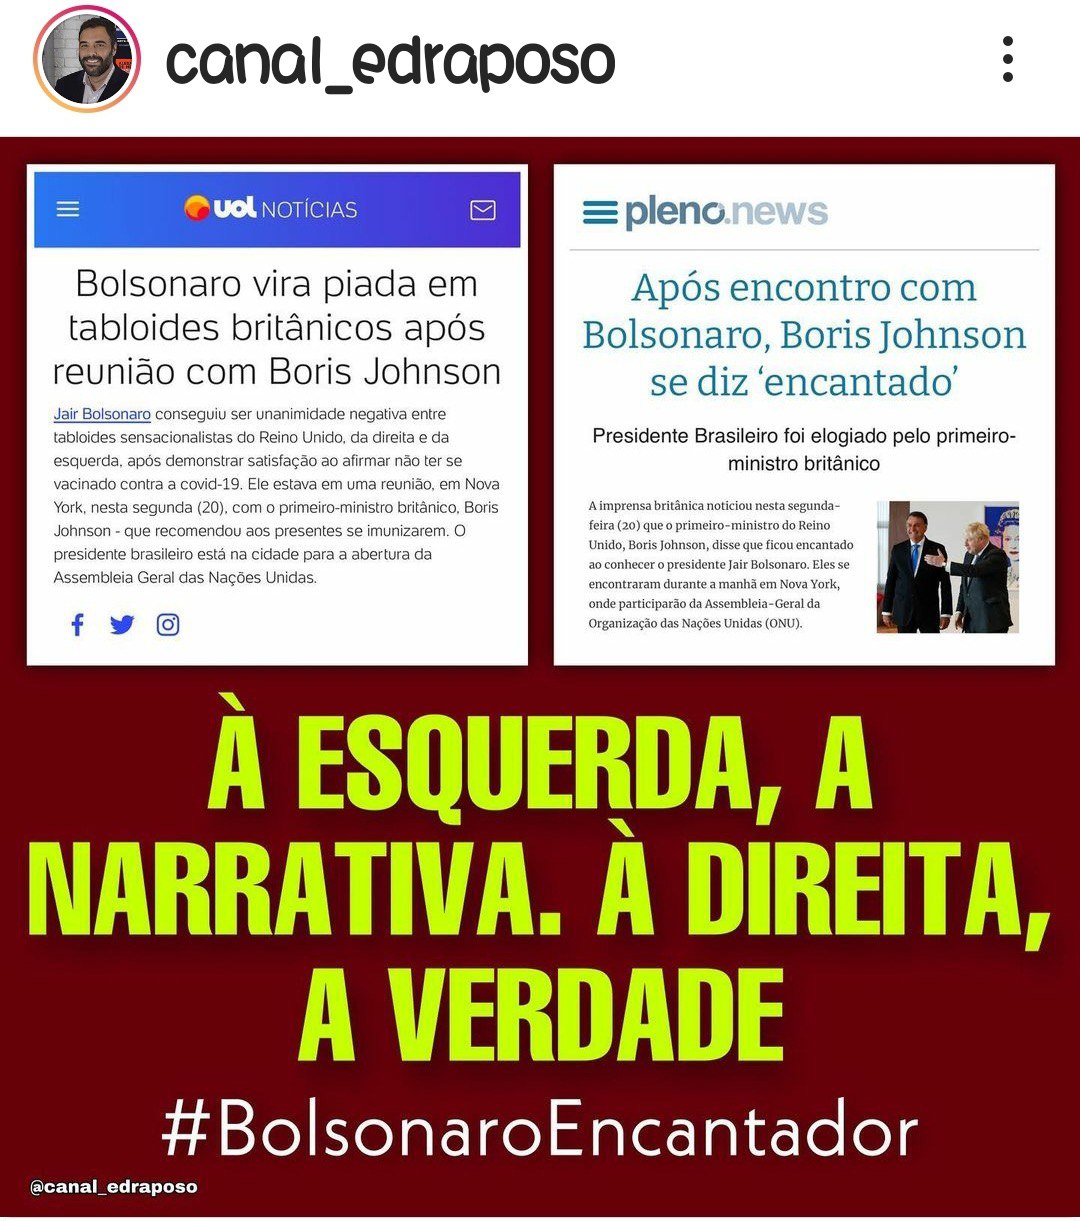 canal_edraposo
uol NOTÍCIAS
Bolsonaro vira piada em
tabloides britânicos após
reunião com Boris Johnson
Jair Bolsonaro conseguiu ser unanimidade negativa entre
tabloides sensacionalistas do Reino Unido, da direita e da
esquerda, após demonstrar satisfação ao afirmar não ter se
vacinado contra a covid-19. Ele estava em uma reunião, em Nova
York, nesta segunda (20), com o primeiro-ministro britânico, Boris
Johnson - que recomendou aos presentes se imunizarem. O
presidente brasileiro está na cidade para a abertura da
Assembleia Geral das Nações Unidas.
pleno.news
Após encontro com
Bolsonaro, Boris Johnson
se diz ‘encantado’
Presidente Brasileiro foi elogiado pelo primeiro-
ministro britânico
A imprensa britânica noticiou nesta segunda-
feira (20) que o primeiro-ministro do Reino
Unido, Boris Johnson, disse que ficou encantado
ao conhecer o presidente Jair Bolsonaro. Eles se
encontraram durante a manhã em Nova York,
onde participarão da Assembleia-Geral da
Organização das Nações Unidas (ONU).
À ESQUERDA, A
NARRATIVA. À DIREITA,
A VERDADE
#BolsonaroEncantador
@canal_edraposo